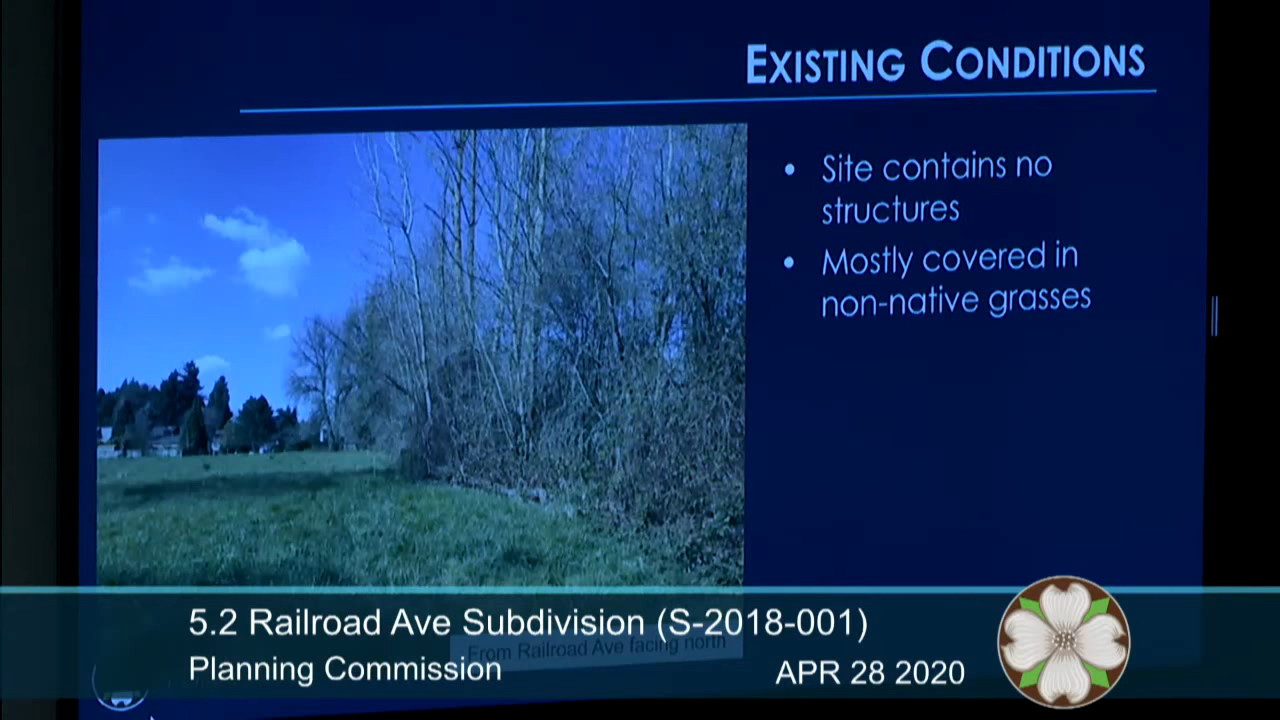 EXISTING CONDITIONS
• Site contains no
structures
• Mostly covered in
non-native grasses
5.2 Railroad Ave Subdivision (S-2018-001)
From Railroad Ave facing north
Planning Commission
APR 28 2020